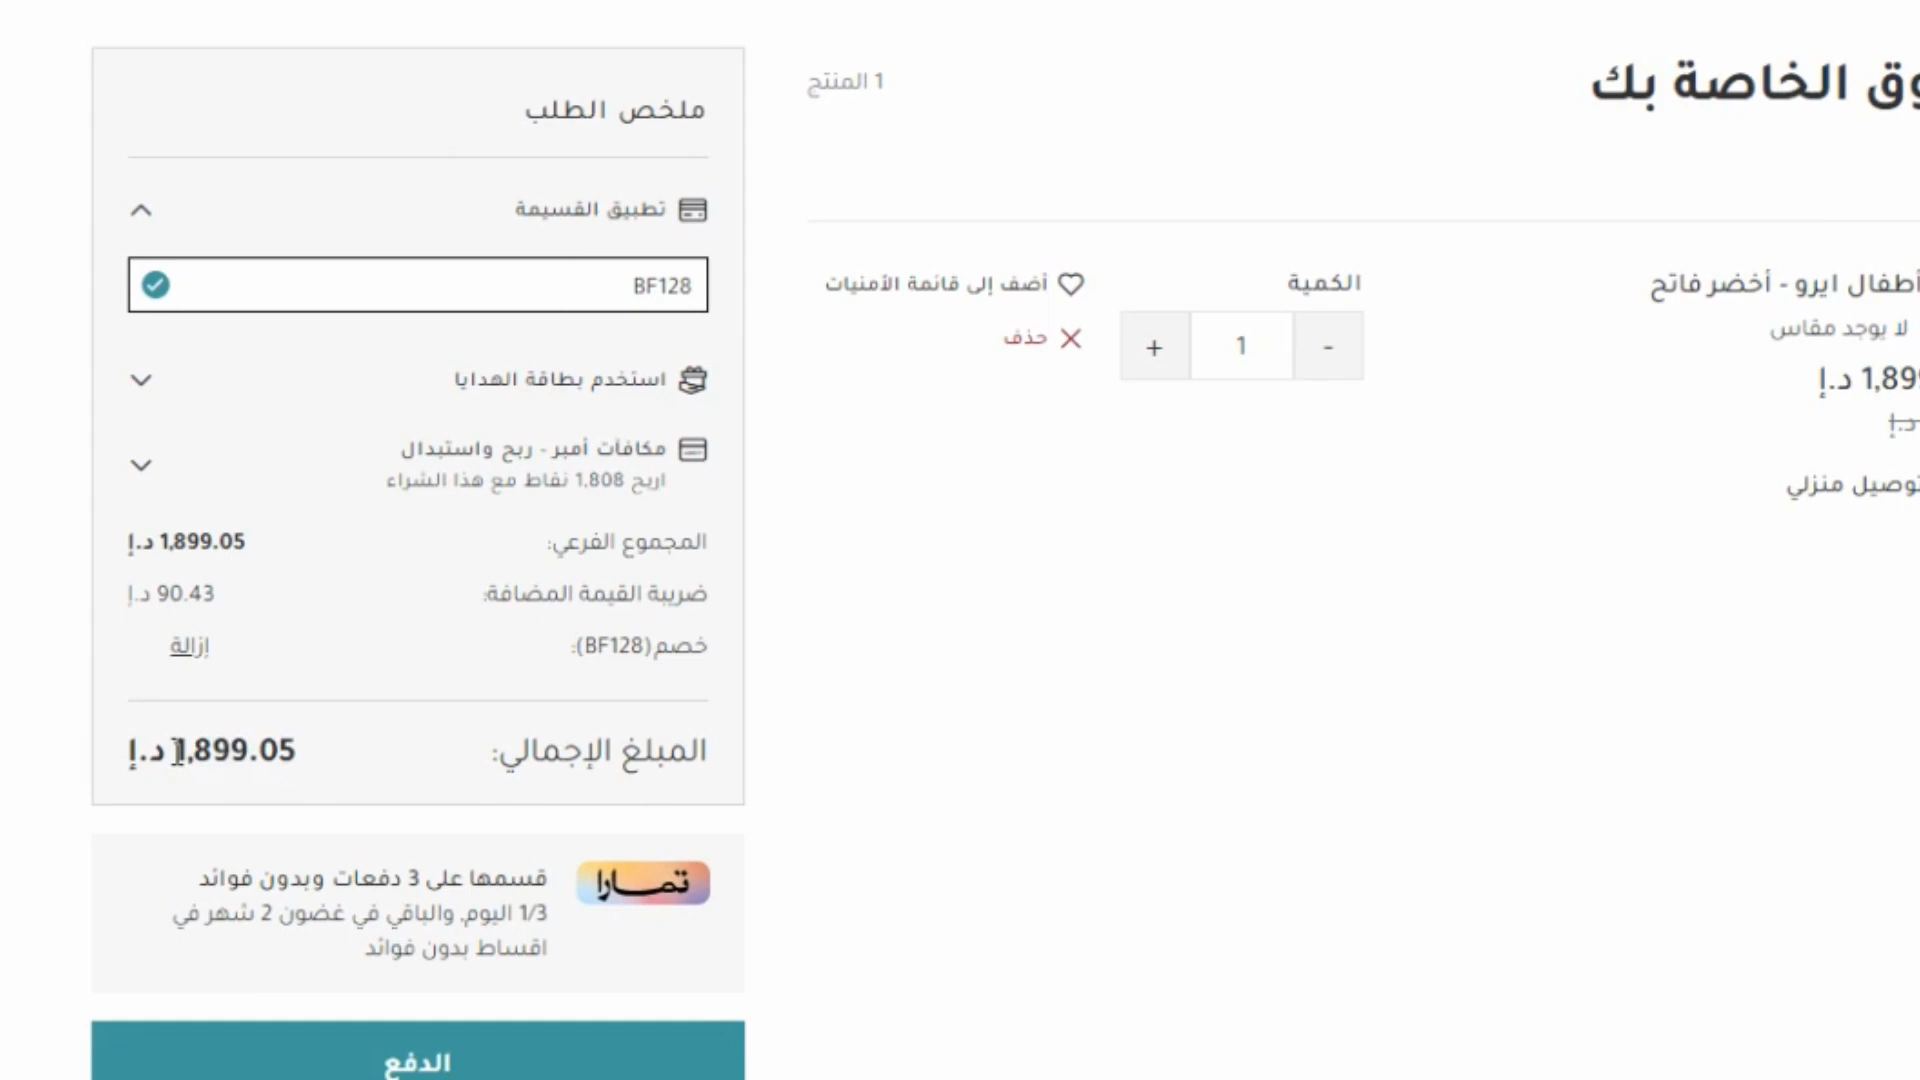 وق الخاصة بك
1 المنتج
أطفال ايرو - أخضر فاتح
لا يوجد مقاس
1,899 د.إ
د.إ
توصيل منزلي
الكمية
- 1 +
أضف إلى قائمة الأمنيات
حذف
ملخص الطلب
تطبيق القسيمة
BF128
استخدم بطاقة الهدايا
مكافآت أمبر - ربح واستبدال
اربح 1,808 نقاط مع هذا الشراء
المجموع الفرعي: 1,899.05 د.إ
ضريبة القيمة المضافة: 90.43 د.إ
خصم(BF128): إزالة
المبلغ الإجمالي: 1,899.05 د.إ
تمارا
قسمها على 3 دفعات وبدون فوائد
1/3 اليوم, والباقي في غضون 2 شهر في
اقساط بدون فوائد
الدفع